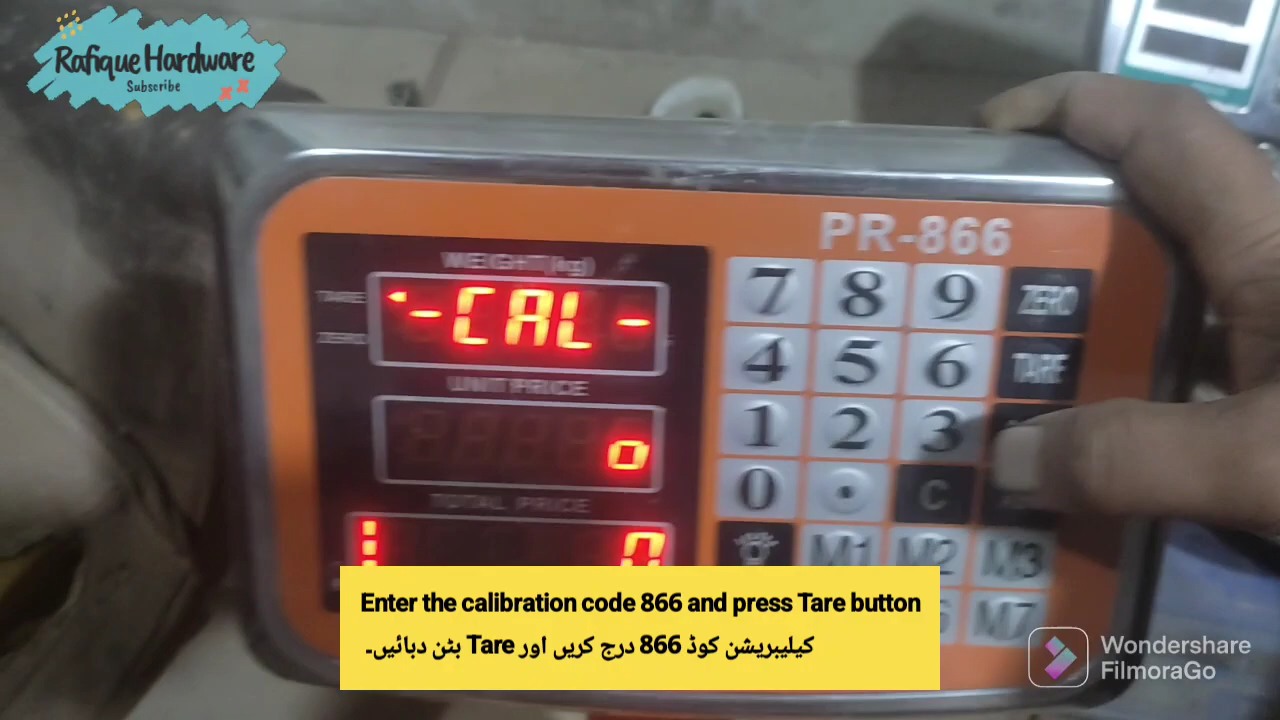 Rafique Hardware
Subscribe
PR-866
WEIGHT(kg)
TARE
-CAL-
ZERO
UNIT PRICE
o
TOTAL PRICE
0
7 8 9 ZERO
4 5 6 TARE
1 2 3
0 . C
M1 M2 M3
6 M7
Enter the calibration code 866 and press Tare button
کیلیبریشن کوڈ 866 درج کریں اور Tare بٹن دبائیں۔
Wondershare
FilmoraGo